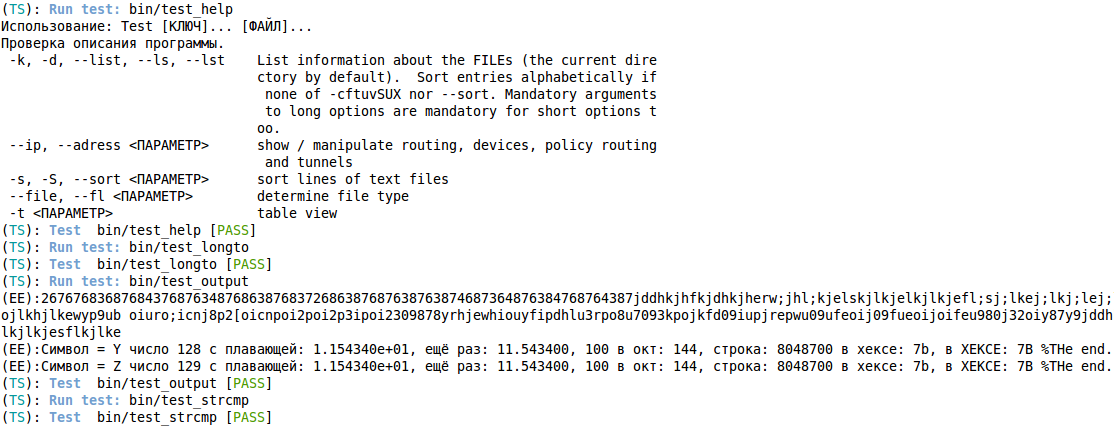 (TS): Run test: bin/test_help
Использование: Test [КЛЮЧ]... [ФАЙЛ]...
Проверка описания программы.
 -k, -d, --list, --ls, --lst    List information about the FILEs (the current dire
                                ctory by default).  Sort entries alphabetically if
                                 none of -cftuvSUX nor --sort. Mandatory arguments
                                 to long options are mandatory for short options t
                                oo.
 --ip, --adress <ПАРАМЕТР>      show / manipulate routing, devices, policy routing
                                 and tunnels
 -s, -S, --sort <ПАРАМЕТР>      sort lines of text files
 --file, --fl <ПАРАМЕТР>        determine file type
 -t <ПАРАМЕТР>                  table view
(TS): Test  bin/test_help [PASS]
(TS): Run test: bin/test_longto
(TS): Test  bin/test_longto [PASS]
(TS): Run test: bin/test_output
(EE):26767683687684376876348768638768372686387687638763874687364876384768764387jddhkjhfkjdhkjherw;jhl;kjelskjlkjelkjlkjefl;sj;lkej;lkj;lej;
ojlkhjlkewyp9ub oiuro;icnj8p2[oicnpoi2poi2p3ipoi2309878yrhjewhiouyfipdhlu3rpo8u7093kpojkfd09iupjrepwu09ufeoij09fueoijoifeu980j32oiy87y9jddh
lkjlkjesflkjlke
(EE):Символ = Y число 128 с плавающей: 1.154340e+01, ещё раз: 11.543400, 100 в окт: 144, строка: 8048700 в хексе: 7b, в ХЕКСЕ: 7B %THe end.
(EE):Символ = Z число 129 с плавающей: 1.154340e+01, ещё раз: 11.543400, 100 в окт: 144, строка: 8048700 в хексе: 7b, в ХЕКСЕ: 7B %THe end.
(TS): Test  bin/test_output [PASS]
(TS): Run test: bin/test_strcmp
(TS): Test  bin/test_strcmp [PASS]